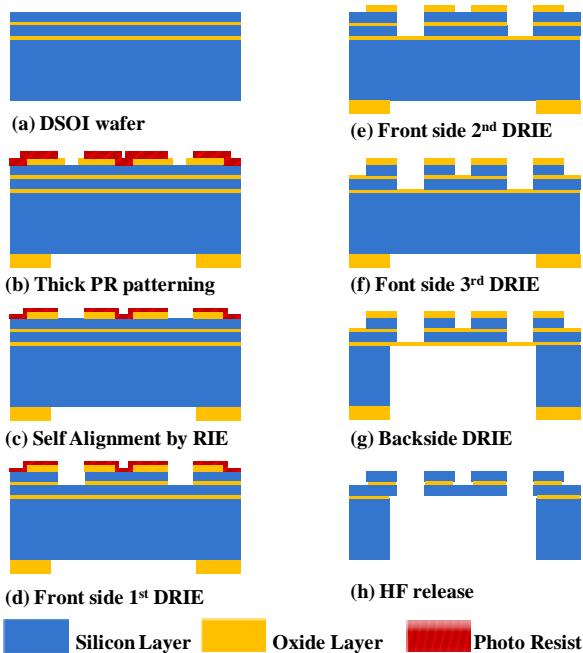 (a) DSOI wafer
(b) Thick PR patterning
(c) Self Alignment by RIE
(d) Front side 1st DRIE
(e) Front side 2nd DRIE
(f) Font side 3rd DRIE
(g) Backside DRIE
(h) HF release
Silicon Layer
Oxide Layer
Photo Resist